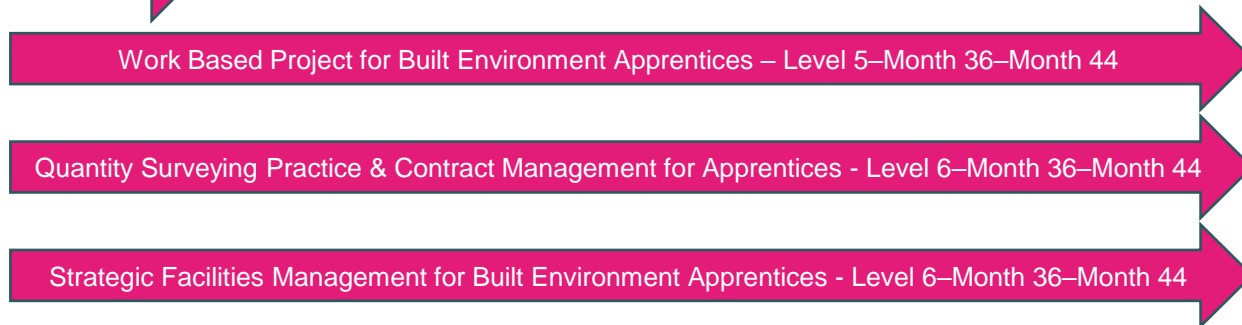 Work Based Project for Built Environment Apprentices – Level 5–Month 36–Month 44
Quantity Surveying Practice & Contract Management for Apprentices - Level 6–Month 36–Month 44
Strategic Facilities Management for Built Environment Apprentices - Level 6–Month 36–Month 44